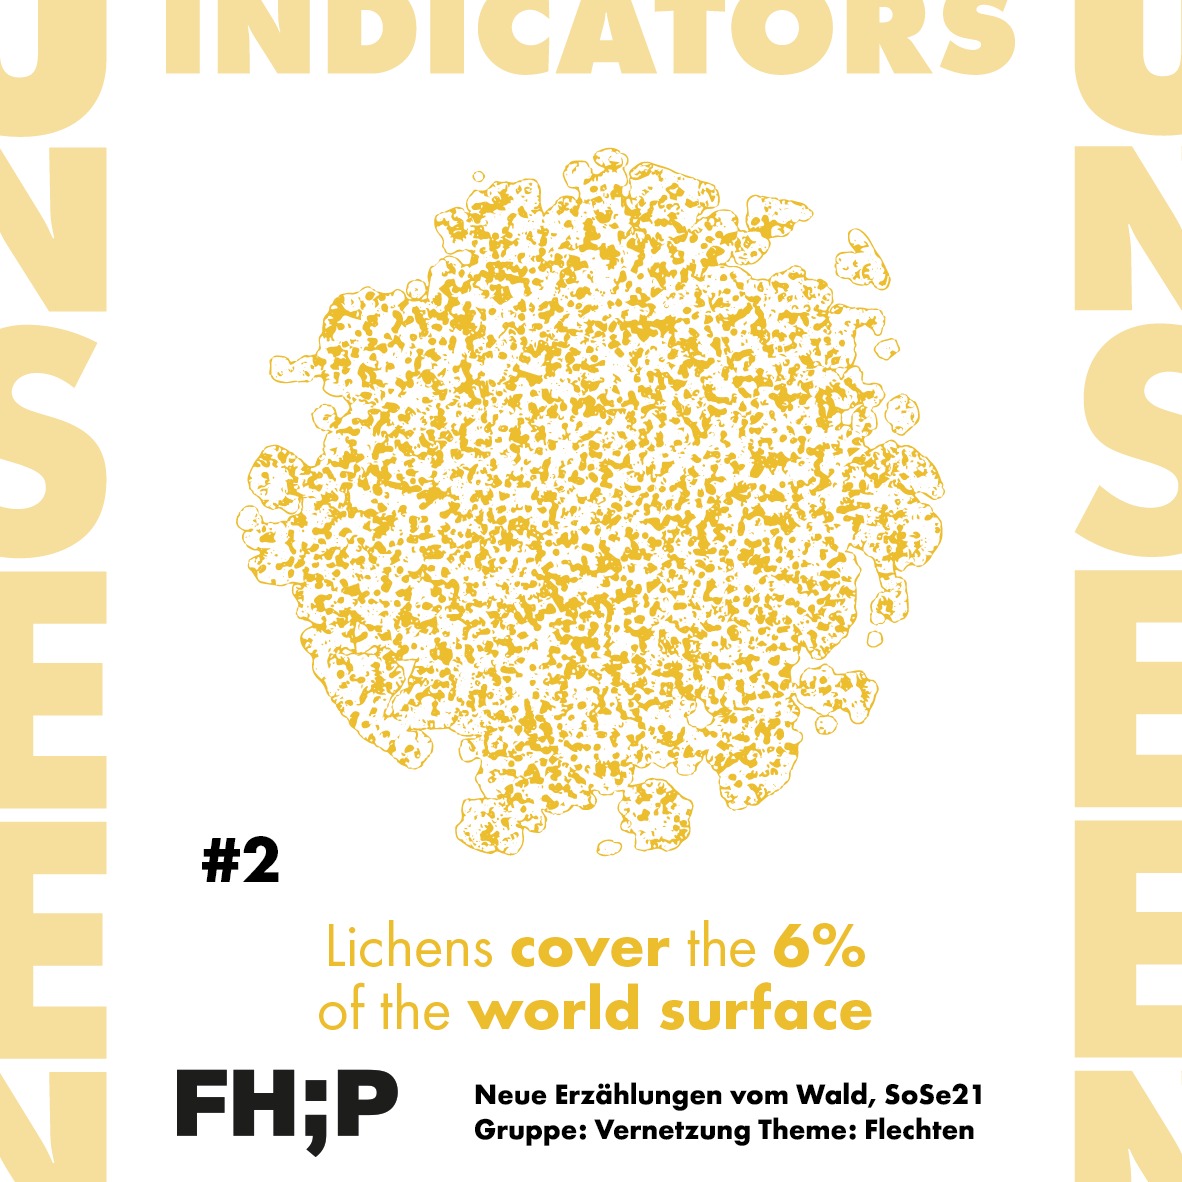 INDICATORS
UNSEEN
UNSEEN
#2
Lichens cover the 6%
of the world surface
FH;P
Neue Erzählungen vom Wald, SoSe21
Gruppe: Vernetzung Theme: Flechten